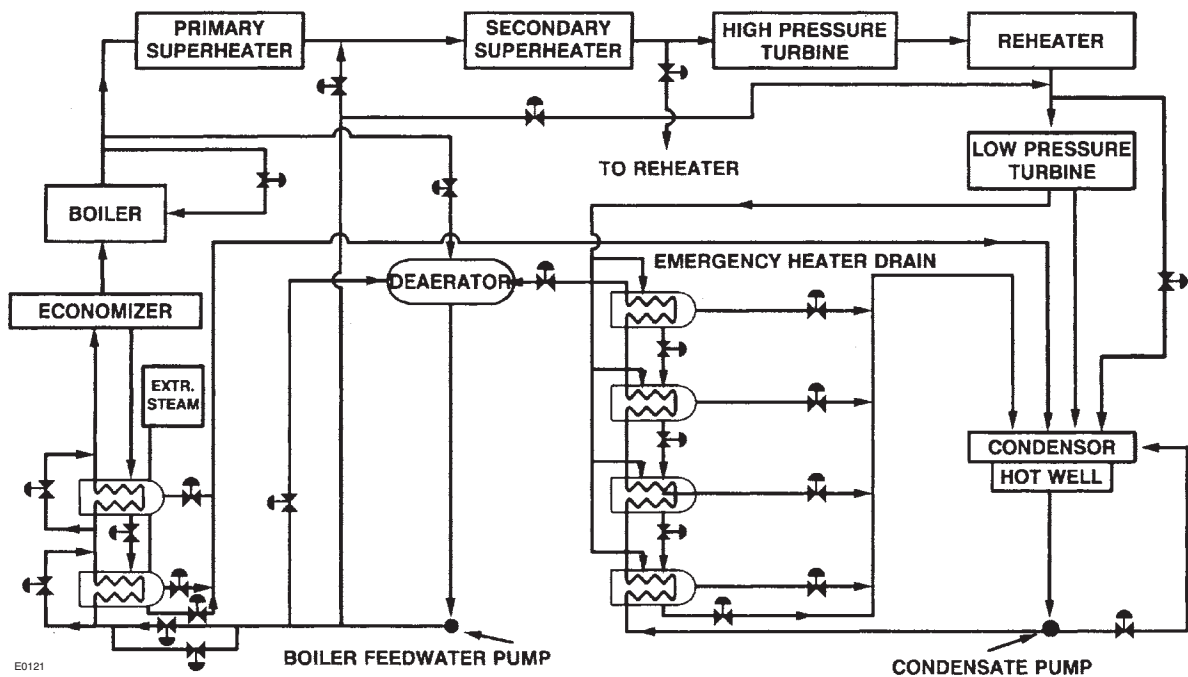 PRIMARY
SUPERHEATER
SECONDARY
SUPERHEATER
HIGH PRESSURE
TURBINE
REHEATER
TO REHEATER
LOW PRESSURE
TURBINE
BOILER
EMERGENCY HEATER DRAIN
DEAERATOR
ECONOMIZER
EXTR.
STEAM
CONDENSOR
HOT WELL
BOILER FEEDWATER PUMP
CONDENSATE PUMP
E0121